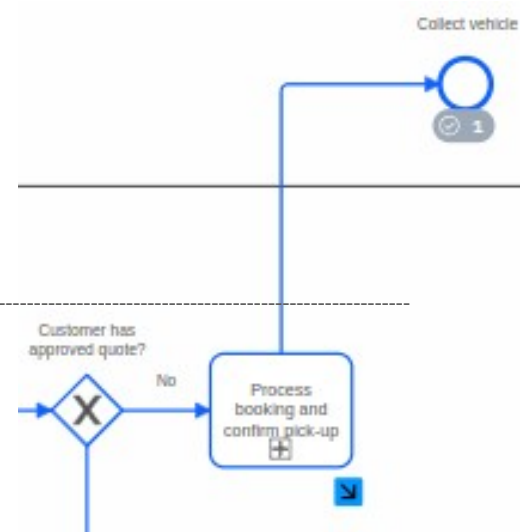 Collect vehicle
1
Customer has
approved quote?
No
X
Process
booking and
confirm pick-up